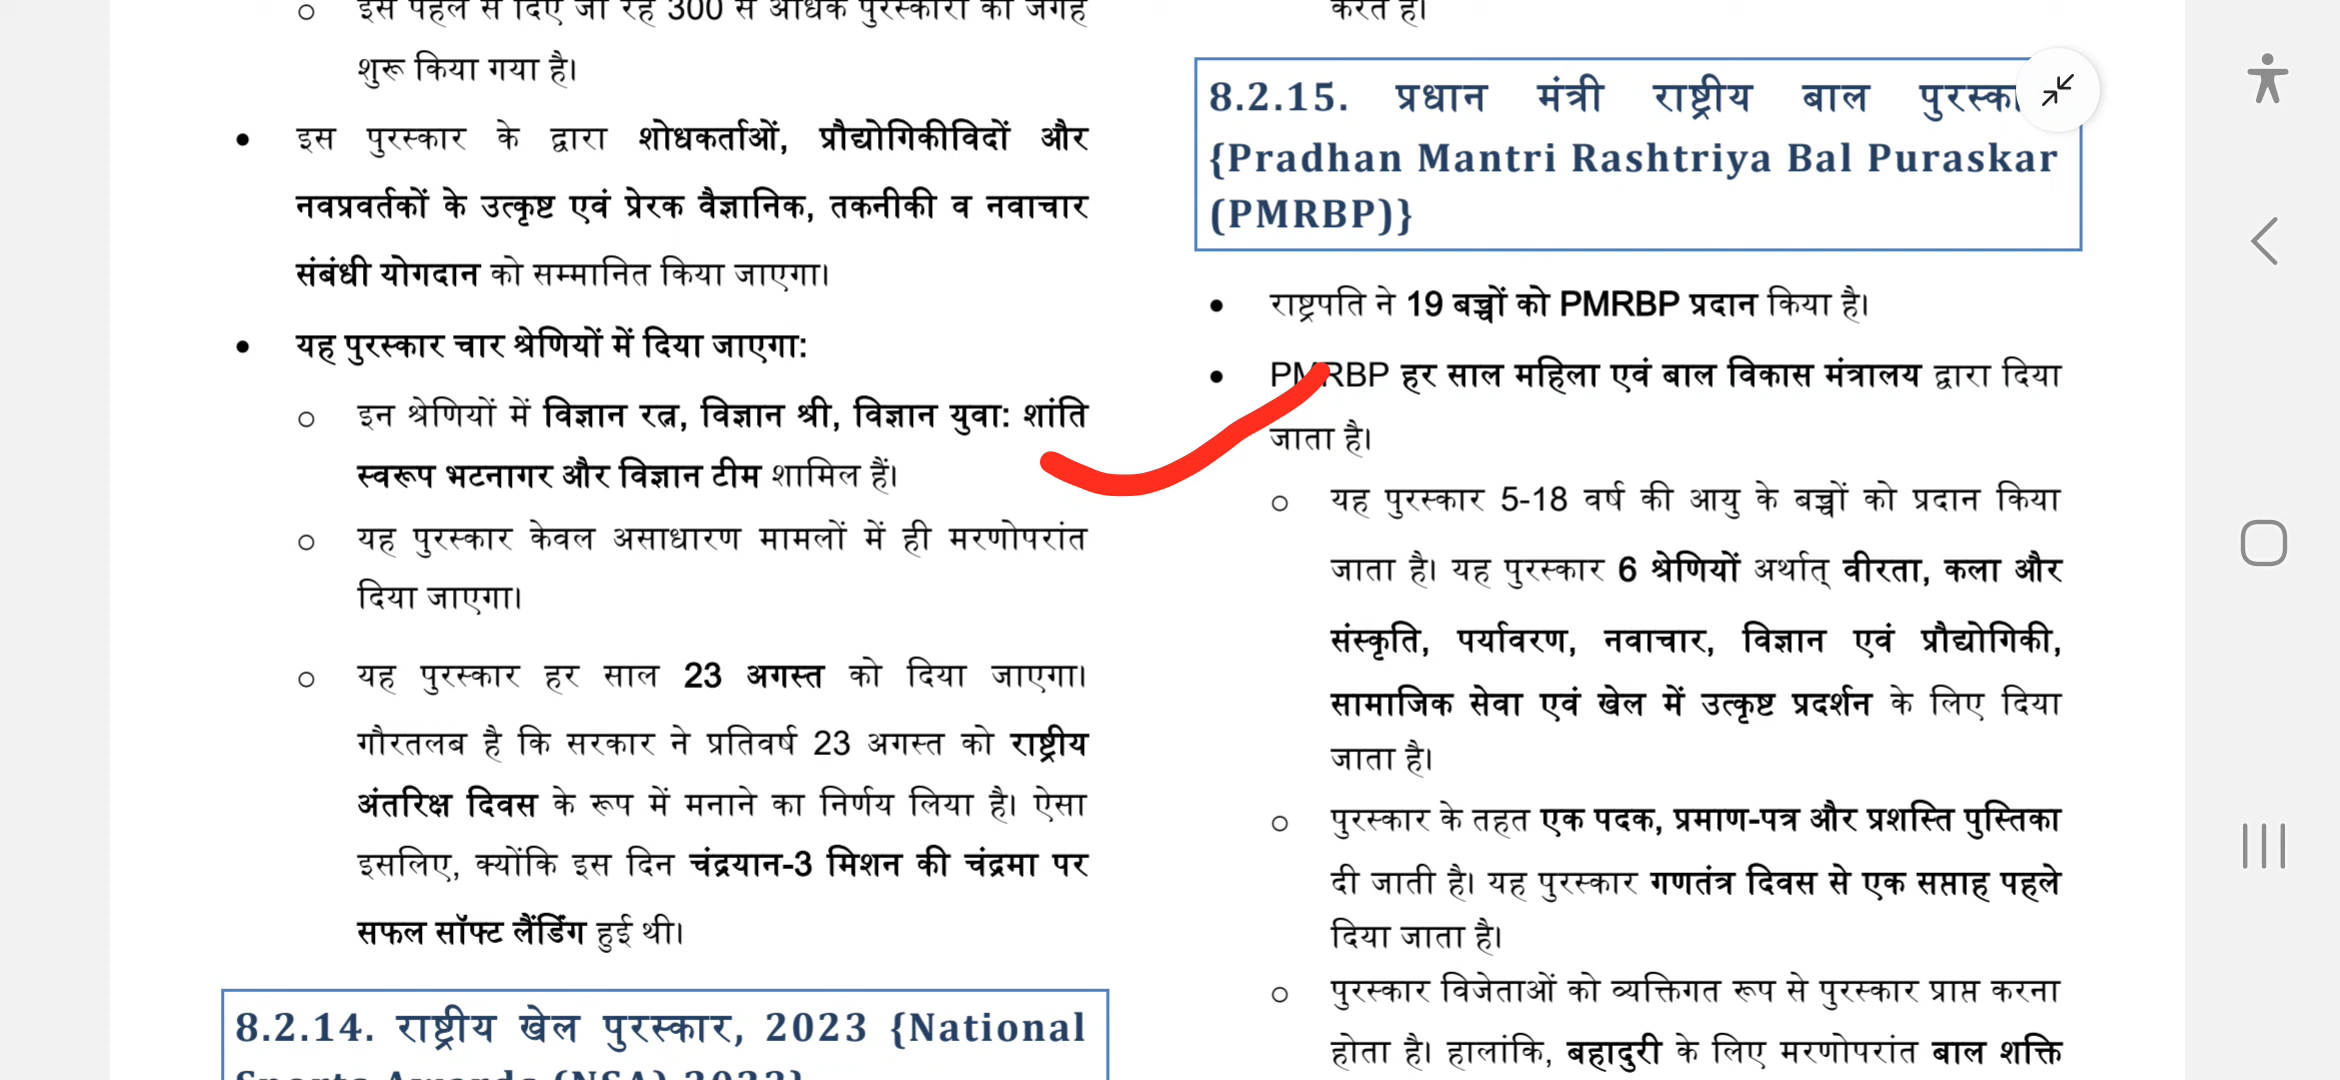 इसे पहले से दिए जा रहे 300 से अधिक पुरस्कारों की जगह
शुरू किया गया है।
• इस पुरस्कार के द्वारा शोधकर्ताओं, प्रौद्योगिकीविदों और
नवप्रवर्तकों के उत्कृष्ट एवं प्रेरक वैज्ञानिक, तकनीकी व नवाचार
संबंधी योगदान को सम्मानित किया जाएगा।
• यह पुरस्कार चार श्रेणियों में दिया जाएगा:
o इन श्रेणियों में विज्ञान रत्न, विज्ञान श्री, विज्ञान युवा: शांति
स्वरूप भटनागर और विज्ञान टीम शामिल हैं।
o यह पुरस्कार केवल असाधारण मामलों में ही मरणोपरांत
दिया जाएगा।
o यह पुरस्कार हर साल 23 अगस्त को दिया जाएगा।
गौरतलब है कि सरकार ने प्रतिवर्ष 23 अगस्त को राष्ट्रीय
अंतरिक्ष दिवस के रूप में मनाने का निर्णय लिया है। ऐसा
इसलिए, क्योंकि इस दिन चंद्रयान-3 मिशन की चंद्रमा पर
सफल सॉफ्ट लैंडिंग हुई थी।
8.2.14. राष्ट्रीय खेल पुरस्कार, 2023 {National
Sports Awards (NSA) 2023}
करते हैं।
8.2.15. प्रधान मंत्री राष्ट्रीय बाल
{Pradhan Mantri Rashtriya Bal Puraskar
(PMRBP)}
• राष्ट्रपति ने 19 बच्चों को PMRBP प्रदान किया है।
• PMRBP हर साल महिला एवं बाल विकास मंत्रालय द्वारा दिया
जाता है।
o यह पुरस्कार 5-18 वर्ष की आयु के बच्चों को प्रदान किया
जाता है। यह पुरस्कार 6 श्रेणियों अर्थात् वीरता, कला और
संस्कृति, पर्यावरण, नवाचार, विज्ञान एवं प्रौद्योगिकी,
सामाजिक सेवा एवं खेल में उत्कृष्ट प्रदर्शन के लिए दिया
जाता है।
o पुरस्कार के तहत एक पदक, प्रमाण-पत्र और प्रशस्ति पुस्तिका
दी जाती है। यह पुरस्कार गणतंत्र दिवस से एक सप्ताह पहले
दिया जाता है।
o पुरस्कार विजेताओं को व्यक्तिगत रूप से पुरस्कार प्राप्त करना
होता है। हालांकि, बहादुरी के लिए मरणोपरांत बाल शक्ति